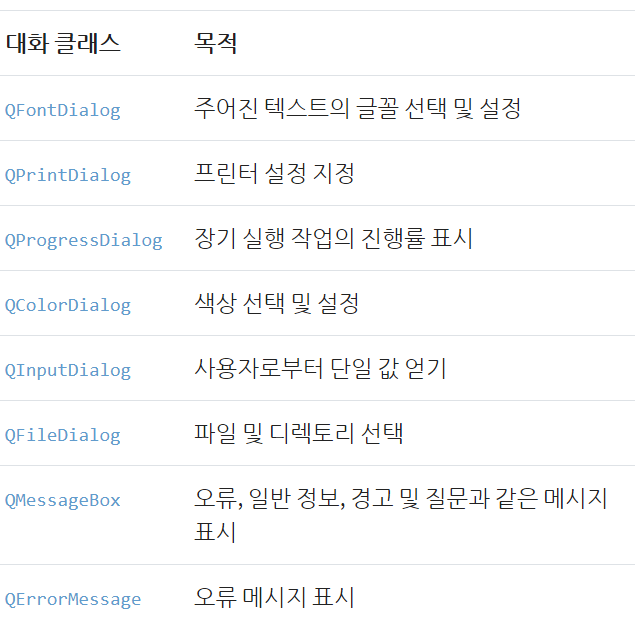 대화 클래스 목적
QFontDialog 주어진 텍스트의 글꼴 선택 및 설정
QPrintDialog 프린터 설정 지정
QProgressDialog 장기 실행 작업의 진행률 표시
QColorDialog 색상 선택 및 설정
QInputDialog 사용자로부터 단일 값 얻기
QFileDialog 파일 및 디렉토리 선택
QMessageBox 오류, 일반 정보, 경고 및 질문과 같은 메시지
표시
QErrorMessage 오류 메시지 표시